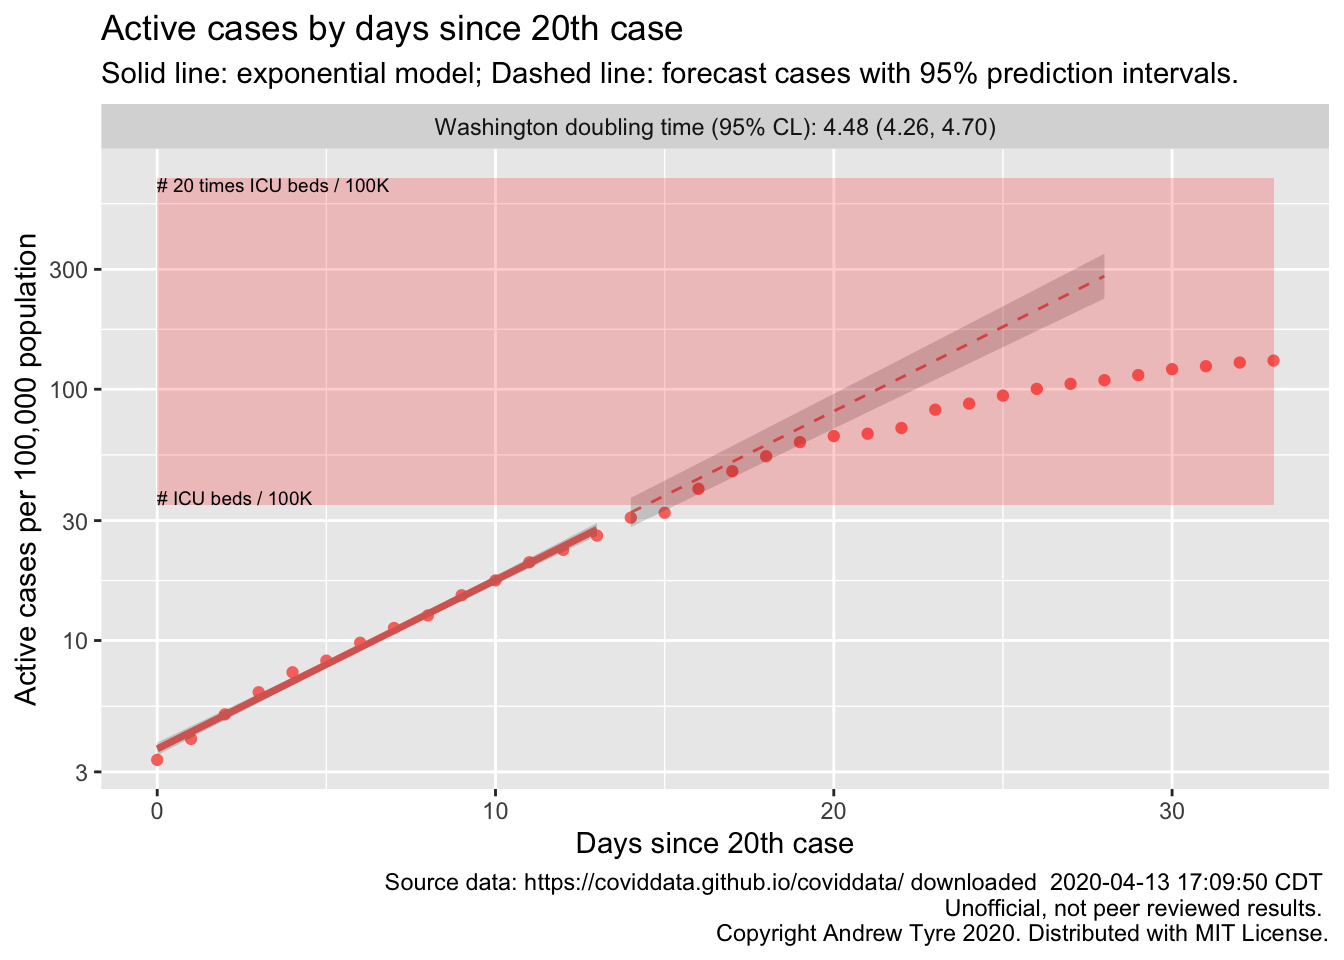 Active cases by days since 20th case
Solid line: exponential model; Dashed line: forecast cases with 95% prediction intervals.
Washington doubling time (95% CL): 4.48 (4.26, 4.70)
# 20 times ICU beds / 100K
# ICU beds / 100K
Active cases per 100,000 population
300
100
30
10
3
0
10
20
30
Days since 20th case
Source data: https://coviddata.github.io/coviddata/ downloaded  2020-04-13 17:09:50 CDT
Unofficial, not peer reviewed results.
Copyright Andrew Tyre 2020. Distributed with MIT License.